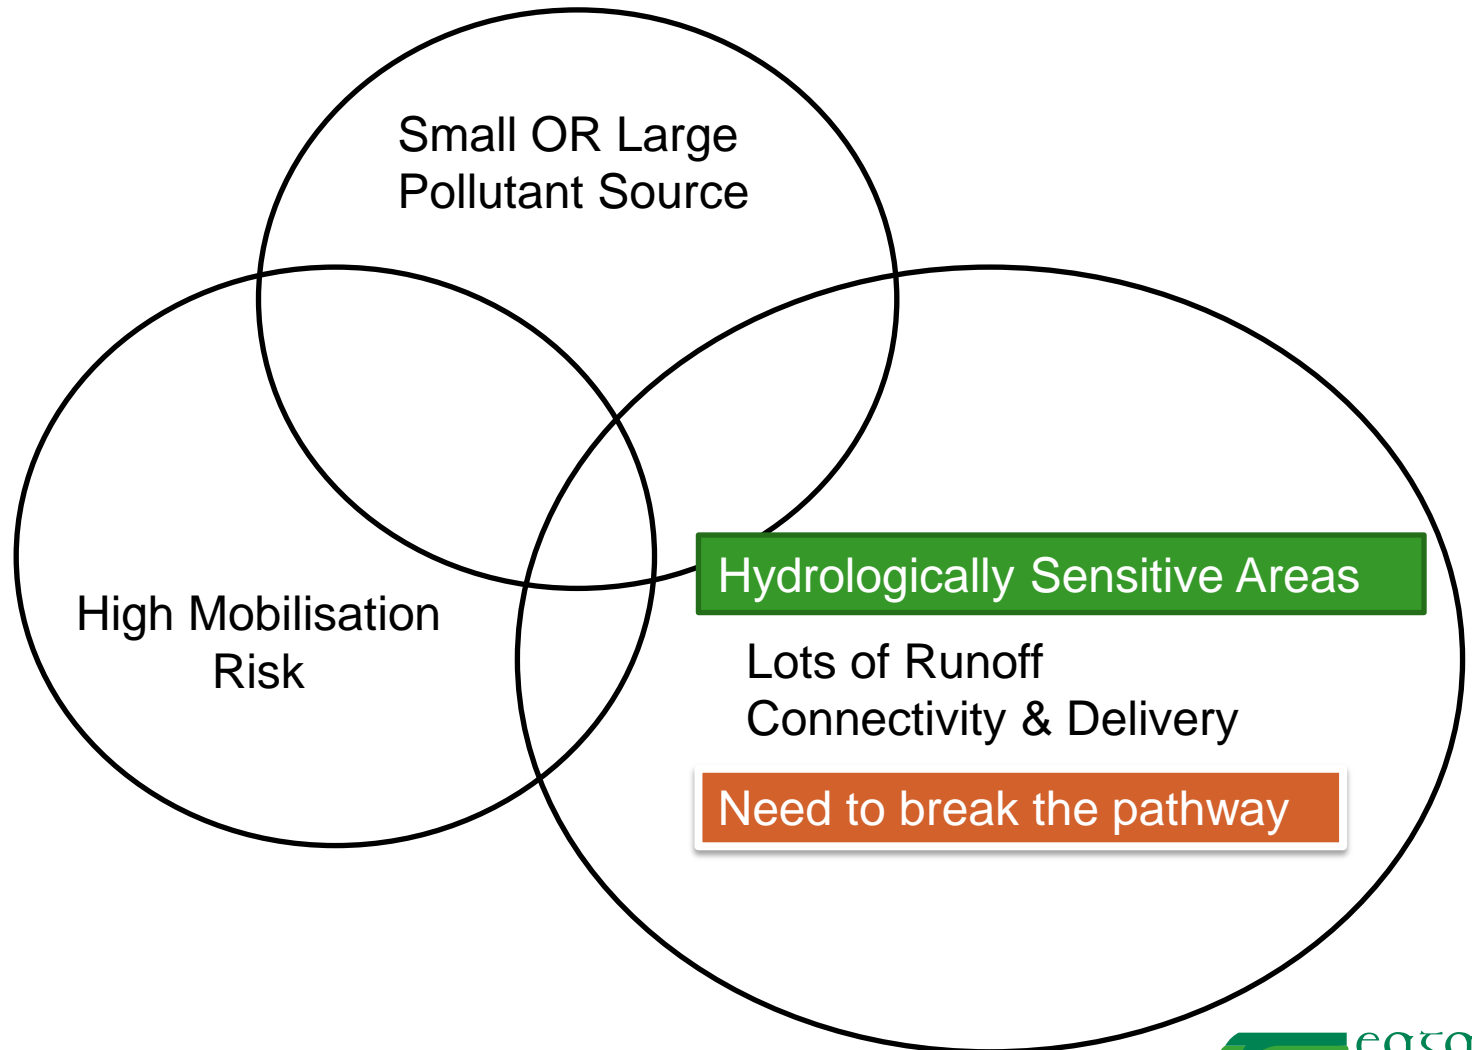 Small OR Large
Pollutant Source
High Mobilisation
Risk
Hydrologically Sensitive Areas
Lots of Runoff
Connectivity & Delivery
Need to break the pathway